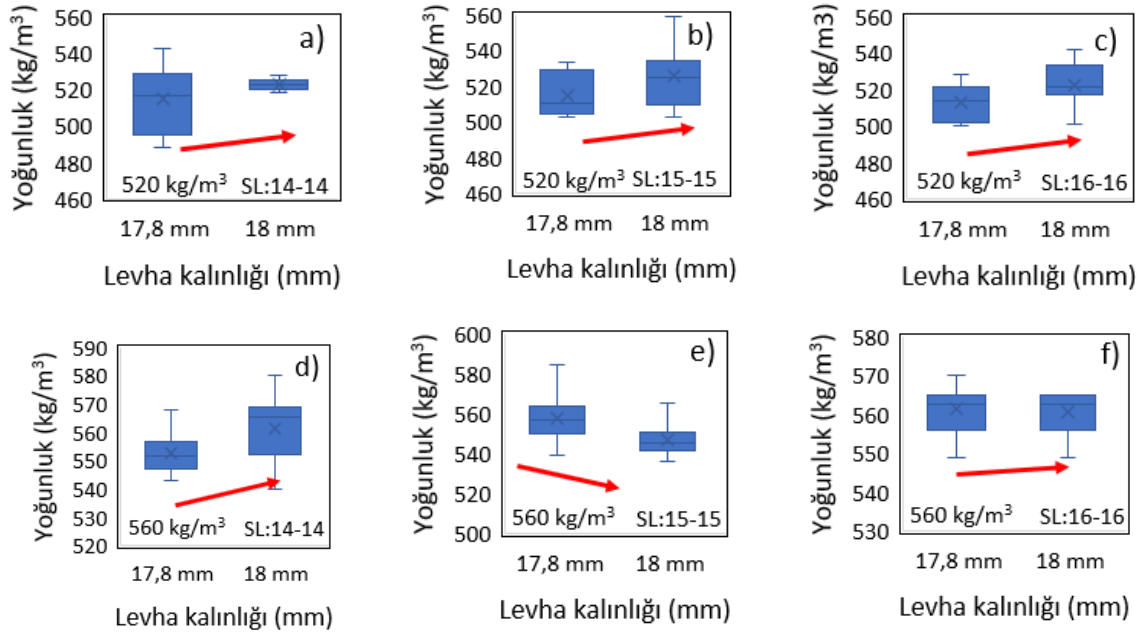 a)
Yoğunluk (kg/m³)
560
540
520
500
480
460
520 kg/m³ SL:14-14
17,8 mm 18 mm
Levha kalınlığı (mm)
b)
Yoğunluk (kg/m³)
560
540
520
500
480
460
520 kg/m³ SL:15-15
17,8 mm 18 mm
Levha kalınlığı (mm)
c)
Yoğunluk (kg/m3)
560
540
520
500
480
460
520 kg/m³ SL:16-16
17,8 mm 18 mm
Levha kalınlığı (mm)
d)
Yoğunluk (kg/m³)
590
580
570
560
550
540
530
520
560 kg/m³ SL:14-14
17,8 mm 18 mm
Levha kalınlığı (mm)
e)
Yoğunluk (kg/m³)
600
580
560
540
520
500
560 kg/m³ SL:15-15
17,8 mm 18 mm
Levha kalınlığı (mm)
f)
Yoğunluk (kg/m³)
580
570
560
550
540
530
560 kg/m³ SL:16-16
17,8 mm 18 mm
Levha kalınlığı (mm)